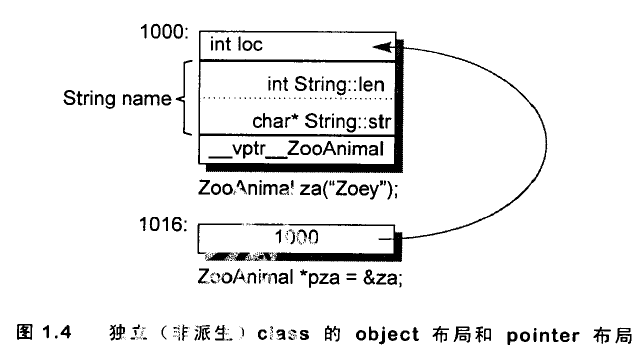 1000:
int loc
String name
int String::len
char* String::str
__vptr__ZooAnimal
ZooAnimal za("Zoey");
1016:
1000
ZooAnimal *pza = &za;
图 1.4 独立（非派生）class 的 object 布局和 pointer 布局